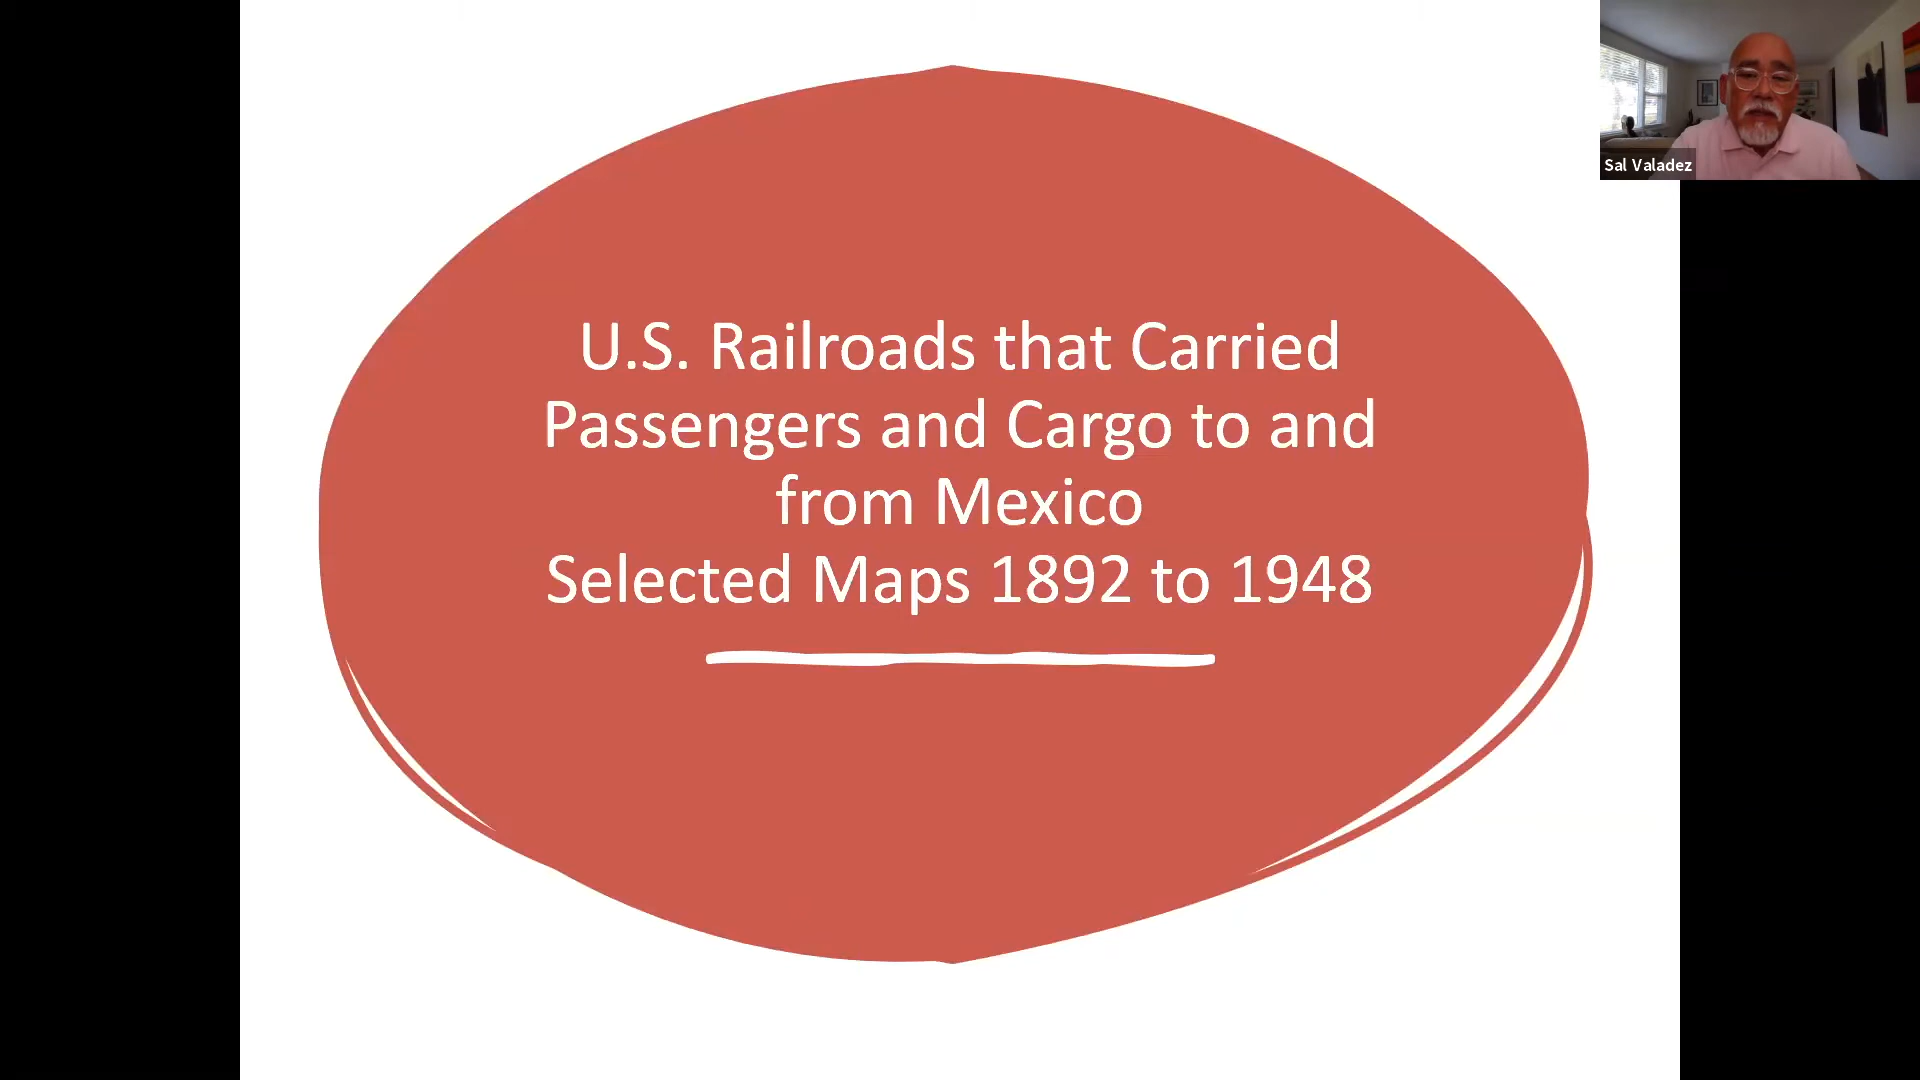 U.S. Railroads that Carried
Passengers and Cargo to and
from Mexico
Selected Maps 1892 to 1948
Sal Valadez